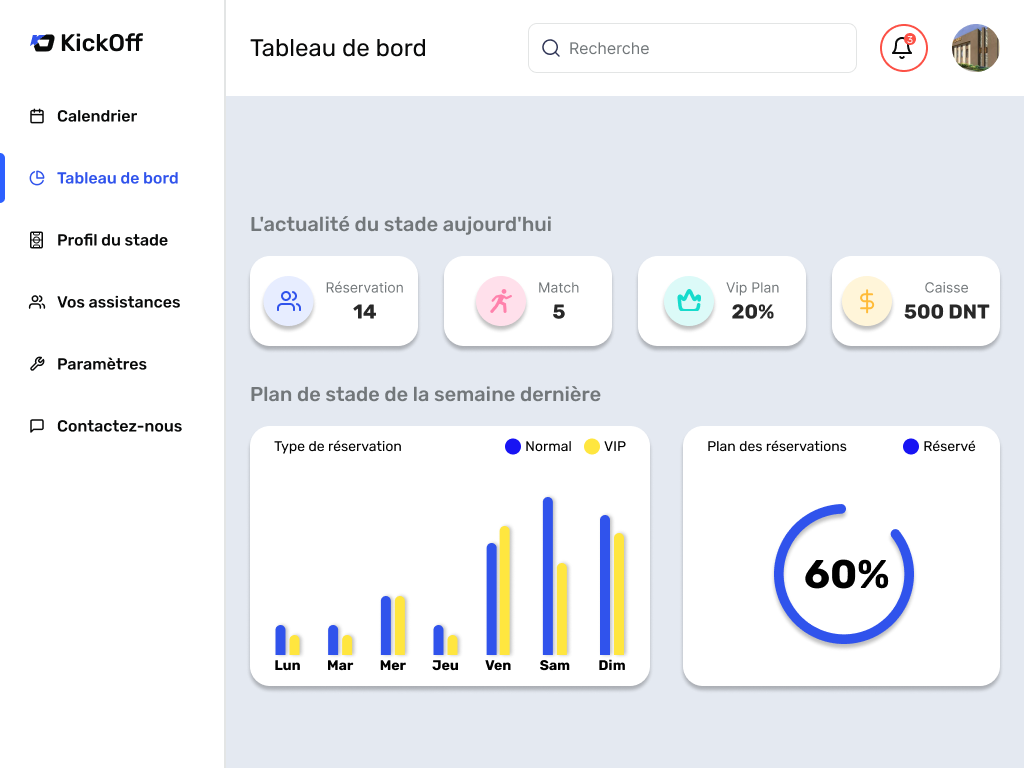 KickOff
Calendrier
Tableau de bord
Profil du stade
Vos assistances
Paramètres
Contactez-nous
Tableau de bord
Recherche
3
L'actualité du stade aujourd'hui
Réservation
14
Match
5
Vip Plan
20%
Caisse
500 DNT
Plan de stade de la semaine dernière
Type de réservation
Normal
VIP
Lun Mar Mer Jeu Ven Sam Dim
Plan des réservations
Réservé
60%